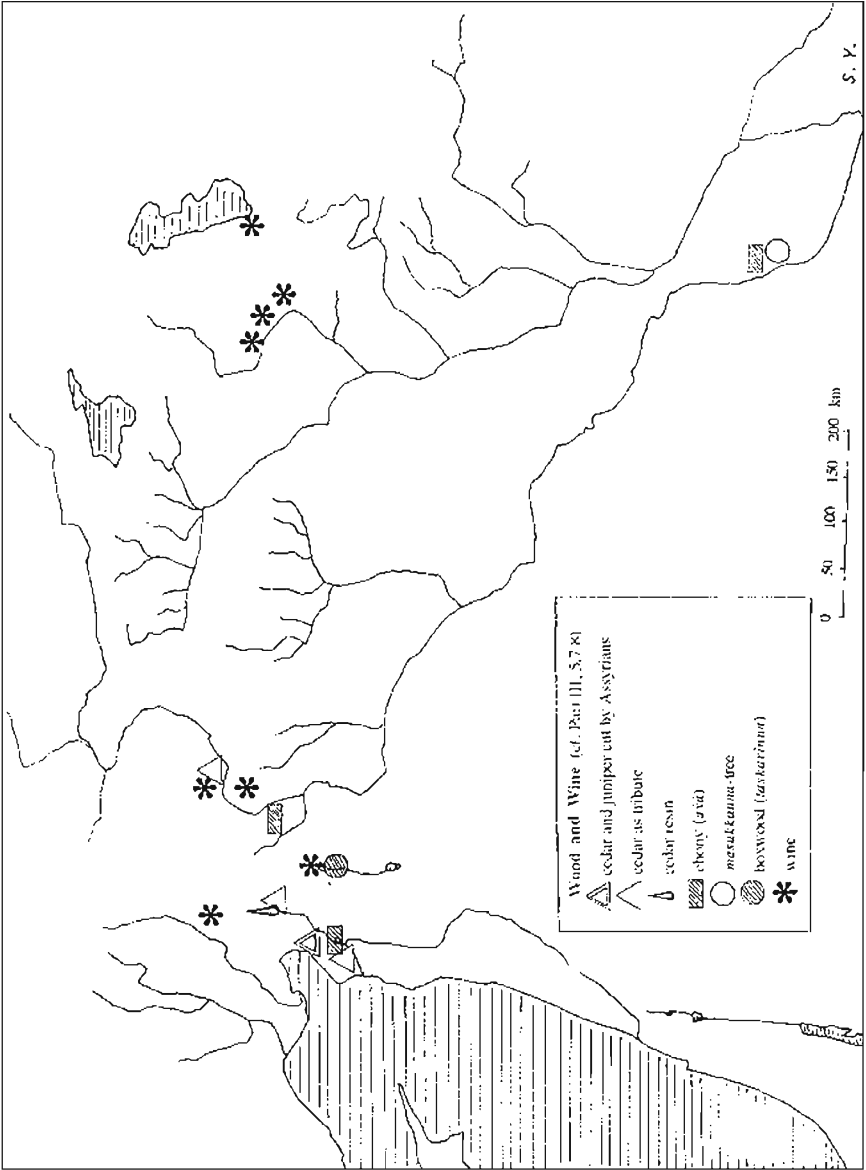 Wood and Wine (cf. Part III, 5.7.8)
cedar and juniper cut by Assyrians
cedar as tribute
cedar resin
ebony
musukkannu-tree
boxwood (taskarinnu)
wine
0 50 100 150 200 km
S. Y.